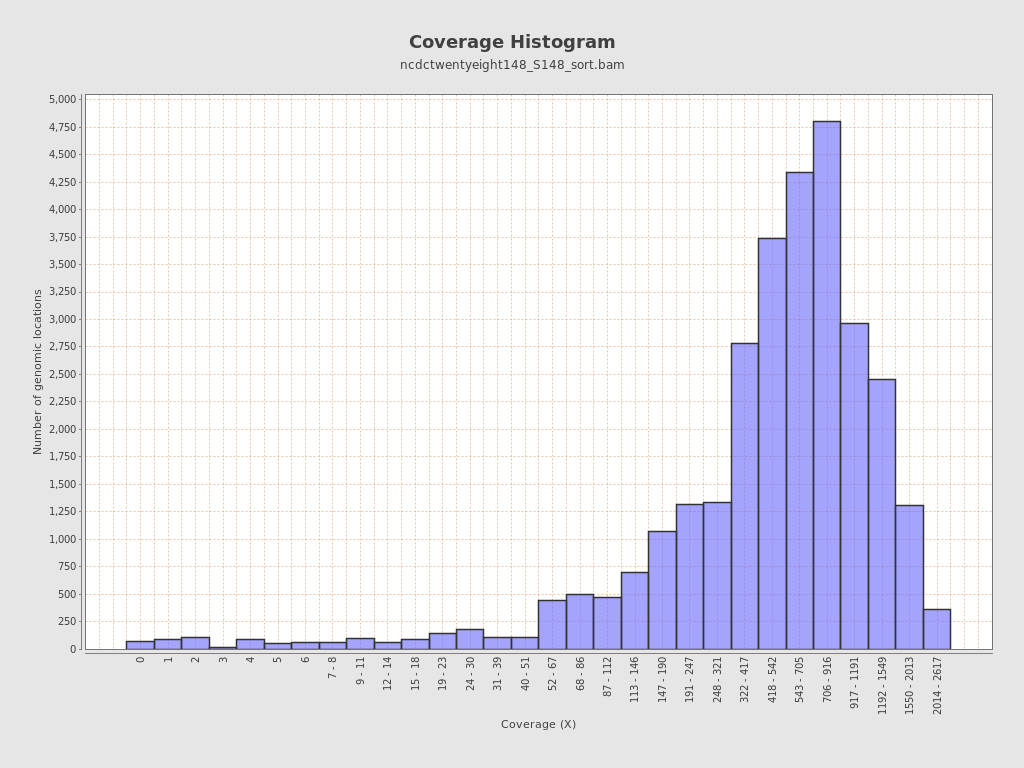 Coverage Histogram
ncdctwentyeight148_S148_sort.bam
Number of genomic locations
5,000
4,750
4,500
4,250
4,000
3,750
3,500
3,250
3,000
2,750
2,500
2,250
2,000
1,750
1,500
1,250
1,000
750
500
250
0
0
1
2
3
4
5
6
7 - 8
9 - 11
12 - 14
15 - 18
19 - 23
24 - 30
31 - 39
40 - 51
52 - 67
68 - 86
87 - 112
113 - 146
147 - 190
191 - 247
248 - 321
322 - 417
418 - 542
543 - 705
706 - 916
917 - 1191
1192 - 1549
1550 - 2013
2014 - 2617
Coverage (X)